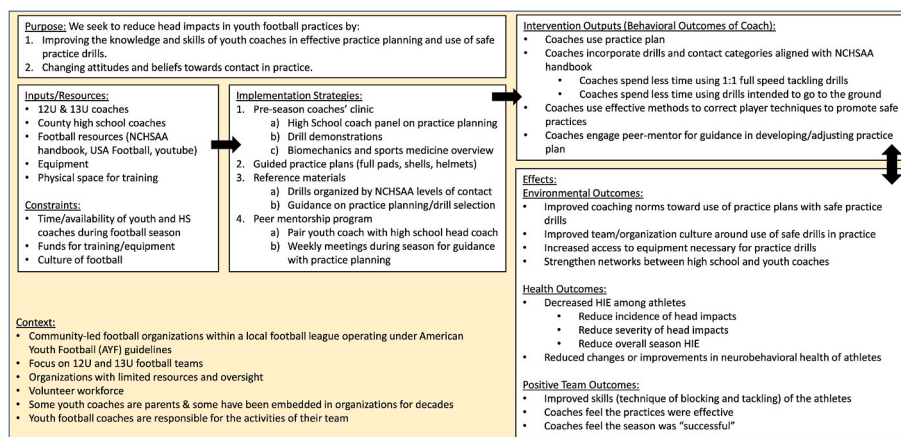 Purpose: We seek to reduce head impacts in youth football practices by:
1. Improving the knowledge and skills of youth coaches in effective practice planning and use of safe
practice drills.
2. Changing attitudes and beliefs towards contact in practice.
Inputs/Resources:
• 12U & 13U coaches
• County high school coaches
• Football resources (NCHSAA
handbook, USA Football, youtube)
• Equipment
• Physical space for training
Constraints:
• Time/availability of youth and HS
coaches during football season
• Funds for training/equipment
• Culture of football
Implementation Strategies:
1. Pre-season coaches' clinic
a) High School coach panel on practice planning
b) Drill demonstrations
c) Biomechanics and sports medicine overview
2. Guided practice plans (full pads, shells, helmets)
3. Reference materials
a) Drills organized by NCHSAA levels of contact
b) Guidance on practice planning/drill selection
4. Peer mentorship program
a) Pair youth coach with high school head coach
b) Weekly meetings during season for guidance
with practice planning
Context:
• Community-led football organizations within a local football league operating under American
Youth Football (AYF) guidelines
• Focus on 12U and 13U football teams
• Organizations with limited resources and oversight
• Volunteer workforce
• Some youth coaches are parents & some have been embedded in organizations for decades
• Youth football coaches are responsible for the activities of their team
Intervention Outputs (Behavioral Outcomes of Coach):
• Coaches use practice plan
• Coaches incorporate drills and contact categories aligned with NCHSAA
handbook
• Coaches spend less time using 1:1 full speed tackling drills
• Coaches spend less time using drills intended to go to the ground
• Coaches use effective methods to correct player techniques to promote safe
practices
• Coaches engage peer-mentor for guidance in developing/adjusting practice
plan
Effects:
Environmental Outcomes:
• Improved coaching norms toward use of practice plans with safe practice
drills
• Improved team/organization culture around use of safe drills in practice
• Increased access to equipment necessary for practice drills
• Strengthen networks between high school and youth coaches
Health Outcomes:
• Decreased HIE among athletes
• Reduce incidence of head impacts
• Reduce severity of head impacts
• Reduce overall season HIE
• Reduced changes or improvements in neurobehavioral health of athletes
Positive Team Outcomes:
• Improved skills (technique of blocking and tackling) of the athletes
• Coaches feel the practices were effective
• Coaches feel the season was "successful"